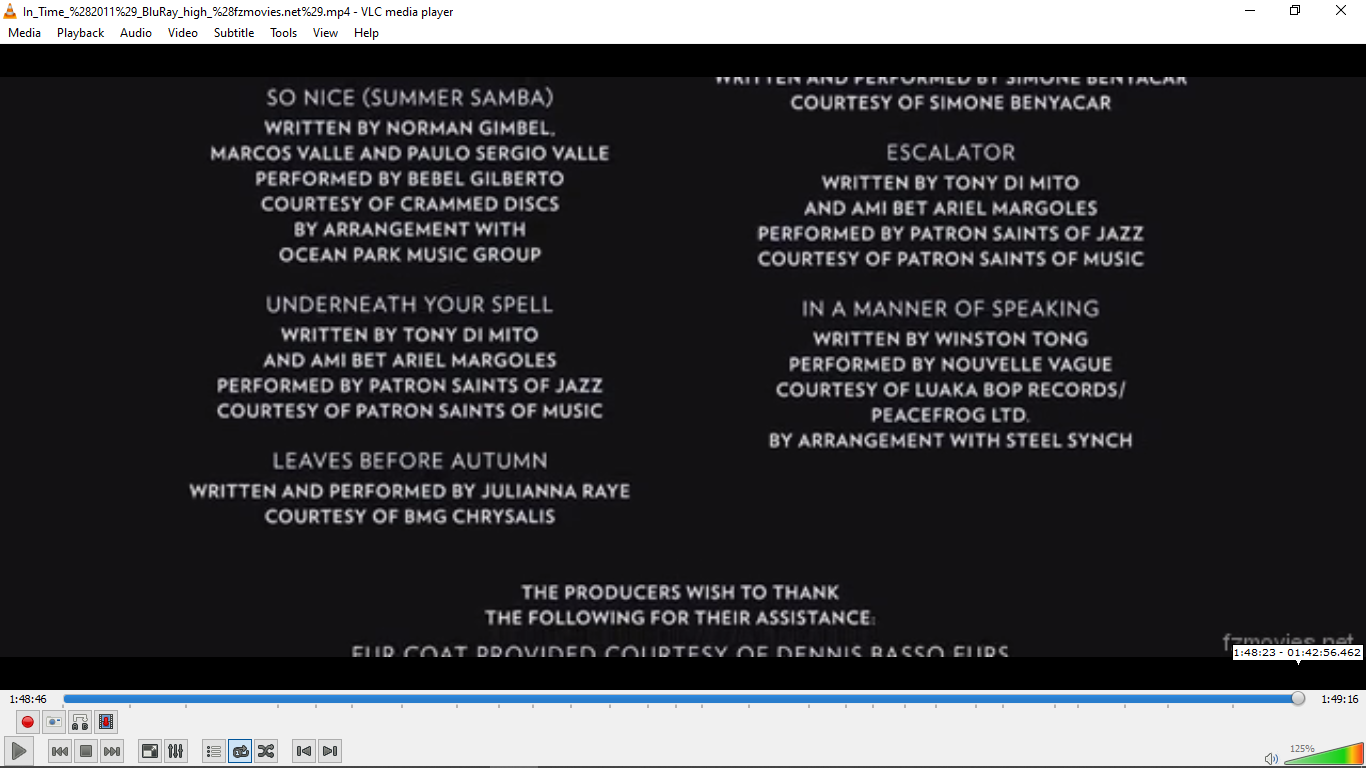 In_Time_%282011%29_BluRay_high_%28fzmovies.net%29.mp4 - VLC media player
Media Playback Audio Video Subtitle Tools View Help
SO NICE (SUMMER SAMBA)
WRITTEN BY NORMAN GIMBEL,
MARCOS VALLE AND PAULO SERGIO VALLE
PERFORMED BY BEBEL GILBERTO
COURTESY OF CRAMMED DISCS
BY ARRANGEMENT WITH
OCEAN PARK MUSIC GROUP
UNDERNEATH YOUR SPELL
WRITTEN BY TONY DI MITO
AND AMI BET ARIEL MARGOLES
PERFORMED BY PATRON SAINTS OF JAZZ
COURTESY OF PATRON SAINTS OF MUSIC
LEAVES BEFORE AUTUMN
WRITTEN AND PERFORMED BY JULIANNA RAYE
COURTESY OF BMG CHRYSALIS
WRITTEN AND PERFORMED BY SIMONE BENYACAR
COURTESY OF SIMONE BENYACAR
ESCALATOR
WRITTEN BY TONY DI MITO
AND AMI BET ARIEL MARGOLES
PERFORMED BY PATRON SAINTS OF JAZZ
COURTESY OF PATRON SAINTS OF MUSIC
IN A MANNER OF SPEAKING
WRITTEN BY WINSTON TONG
PERFORMED BY NOUVELLE VAGUE
COURTESY OF LUAKA BOP RECORDS/
PEACEFROG LTD.
BY ARRANGEMENT WITH STEEL SYNCH
THE PRODUCERS WISH TO THANK
THE FOLLOWING FOR THEIR ASSISTANCE:
FUR COAT PROVIDED COURTESY OF DENNIS BASSO FURS
fzmovies.net
1:48:23 - 01:42:56.462
1:48:46
1:49:16
125%